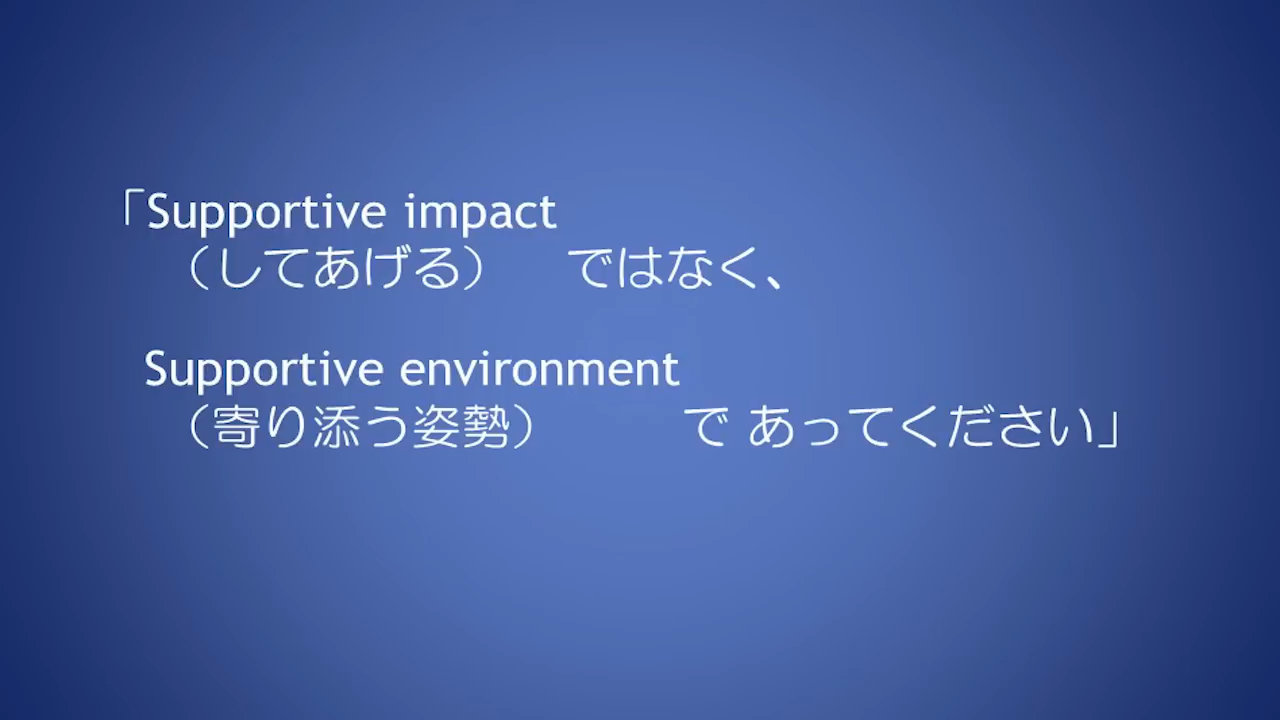 「Supportive impact
（してあげる） ではなく、
Supportive environment
（寄り添う姿勢） で あってください」